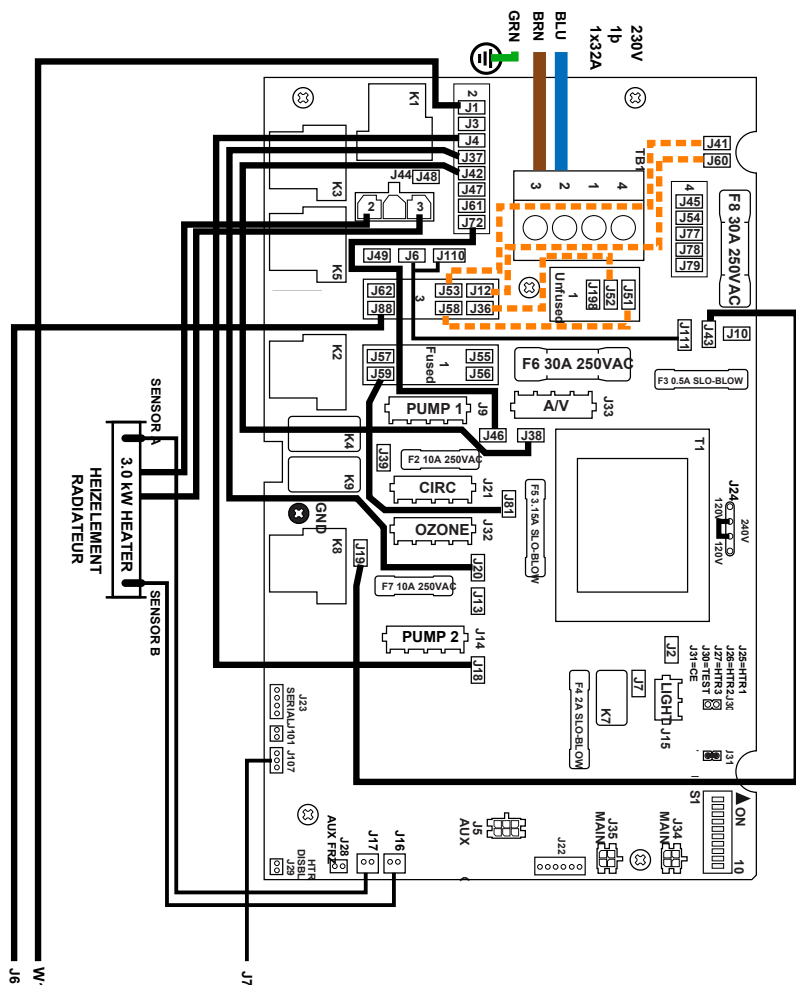 GRN
BRN
BLU
230V
1þ
1x32A
TB1
3
2
1
4
J41
J60
4
J45
J54
J77
J78
J79
F8 30A 250VAC
2
J1
J3
J4
J37
J42
J47
J61
J72
K1
K3
J44
J48
2
3
K5
J49
J6
J110
J62
J88
3
J53
J12
J58
J36
1
Unfused
J198
J52
J51
J111
J43
J10
K2
J57
J59
1
Fused
J55
J56
F6 30A 250VAC
F3 0.5A SLO-BLOW
PUMP 1
J9
A/V
J33
J46
J38
K4
K9
J39
F2 10A 250VAC
CIRC
J21
J81
F5 3.15A SLO-BLOW
T1
J24
240V
120V
120V
SENSOR A
3.0 kW HEATER
HEIZELEMENT
RADIATEUR
SENSOR B
GND
OZONE
J32
K8
J19
J20
F7 10A 250VAC
J13
PUMP 2
J14
J18
J2
J7
LIGHT
J15
K7
F4 2A SLO-BLOW
J25=HTR1
J26=HTR2
J27=HTR3
J30=TEST
J31=CE
J30
J31
J23
SERIAL
J101
J107
S1
ON
10
J5
AUX
J22
J35
MAIN
J34
MAIN
J28
AUX FRZ
J17
J16
J29
HTR
DISBL
J6
W
J7